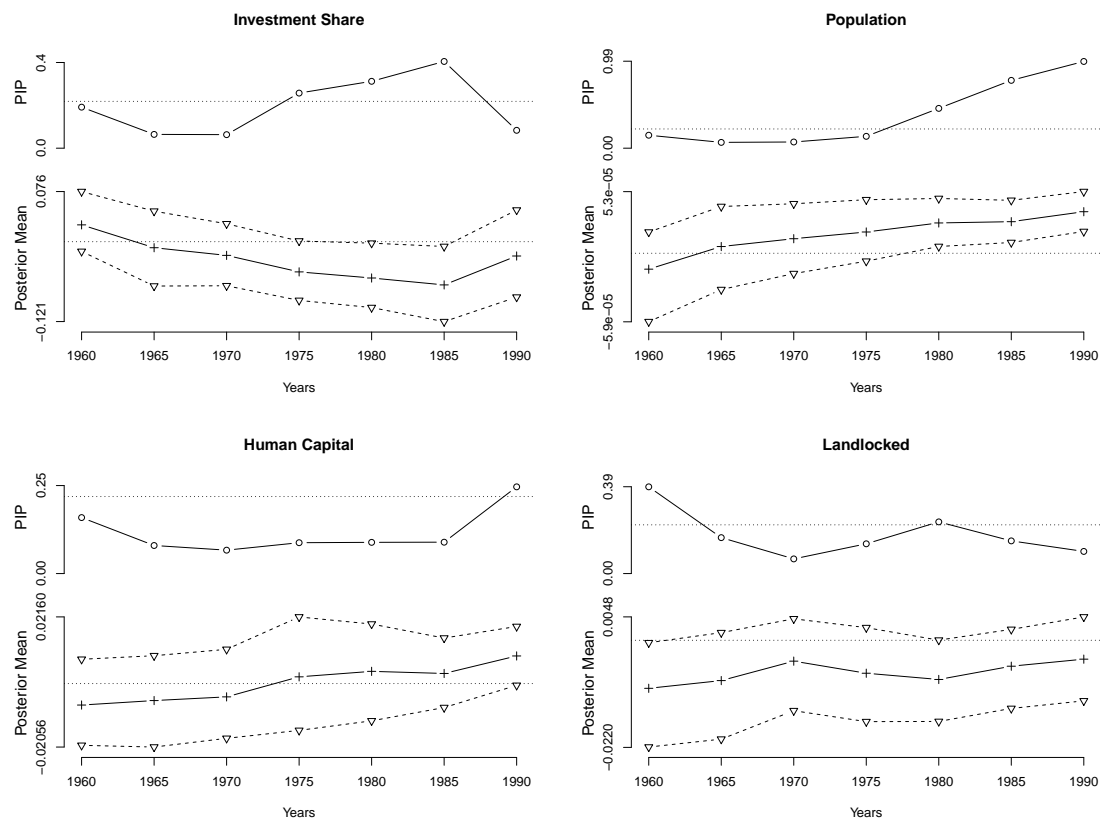 Investment Share
PIP
0.4
0.0
Posterior Mean
0.076
−0.121
1960 1965 1970 1975 1980 1985 1990
Years
Population
PIP
0.99
0.00
Posterior Mean
5.3e−05
−5.9e−05
1960 1965 1970 1975 1980 1985 1990
Years
Human Capital
PIP
0.25
0.00
Posterior Mean
0.02160
−0.02056
1960 1965 1970 1975 1980 1985 1990
Years
Landlocked
PIP
0.39
0.00
Posterior Mean
0.0048
−0.0220
1960 1965 1970 1975 1980 1985 1990
Years